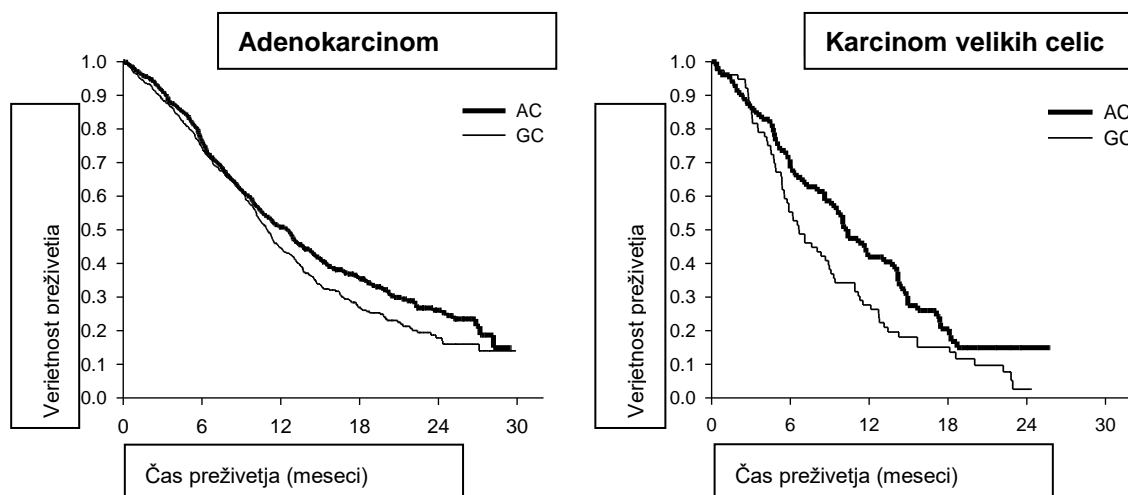 Adenokarcinom
AC
GC
1.0
0.9
0.8
0.7
0.6
0.5
0.4
0.3
0.2
0.1
0.0
0 6 12 18 24 30
Verjetnost preživetja
Čas preživetja (meseci)
Karcinom velikih celic
AC
GC
1.0
0.9
0.8
0.7
0.6
0.5
0.4
0.3
0.2
0.1
0.0
0 6 12 18 24 30
Verjetnost preživetja
Čas preživetja (meseci)